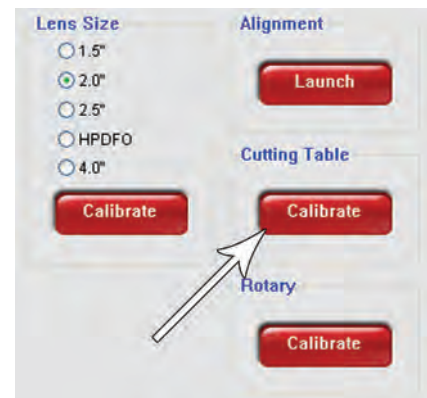 Lens Size
1.5"
2.0"
2.5"
HPDFO
4.0"
Calibrate
Alignment
Launch
Cutting Table
Calibrate
Rotary
Calibrate